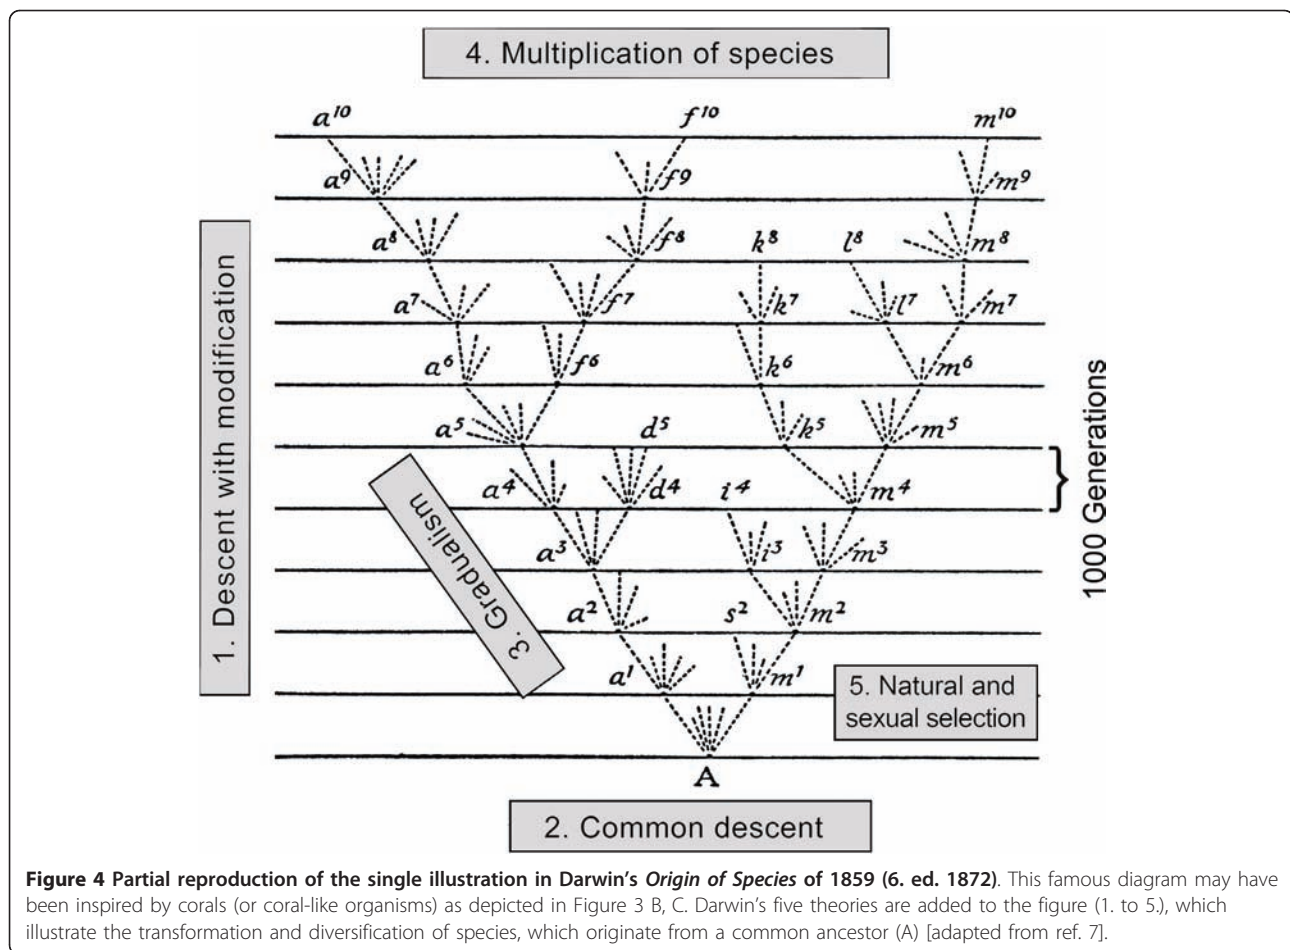 4. Multiplication of species
a10 f10 m10
a9 f9 m9
a8 f8 k8 l8 m8
a7 f7 k7 l7 m7
a6 f6 k6 m6
a5 d5 k5 m5
a4 d4 i4 m4
a3 i3 m3
a2 s2 m2
a1 m1
A
1. Descent with modification
3. Gradualism
1000 Generations
5. Natural and
sexual selection
2. Common descent
Figure 4 Partial reproduction of the single illustration in Darwin's Origin of Species of 1859 (6. ed. 1872). This famous diagram may have
been inspired by corals (or coral-like organisms) as depicted in Figure 3 B, C. Darwin's five theories are added to the figure (1. to 5.), which
illustrate the transformation and diversification of species, which originate from a common ancestor (A) [adapted from ref. 7].